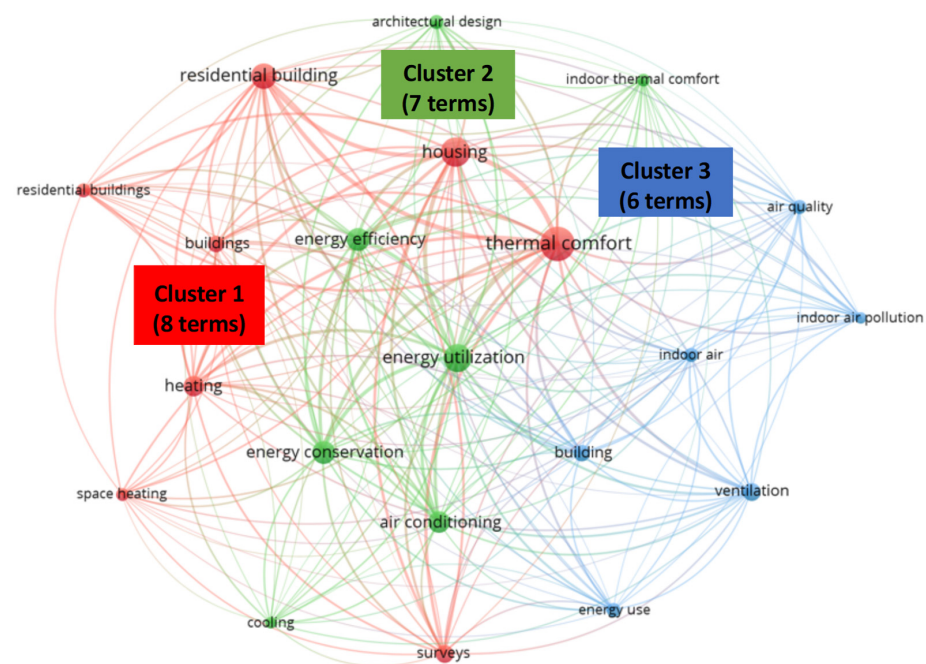 architectural design
residential building
Cluster 2
(7 terms)
indoor thermal comfort
housing
Cluster 3
(6 terms)
residential buildings
air quality
buildings
energy efficiency
thermal comfort
Cluster 1
(8 terms)
indoor air pollution
energy utilization
indoor air
heating
energy conservation
building
space heating
ventilation
air conditioning
cooling
energy use
surveys